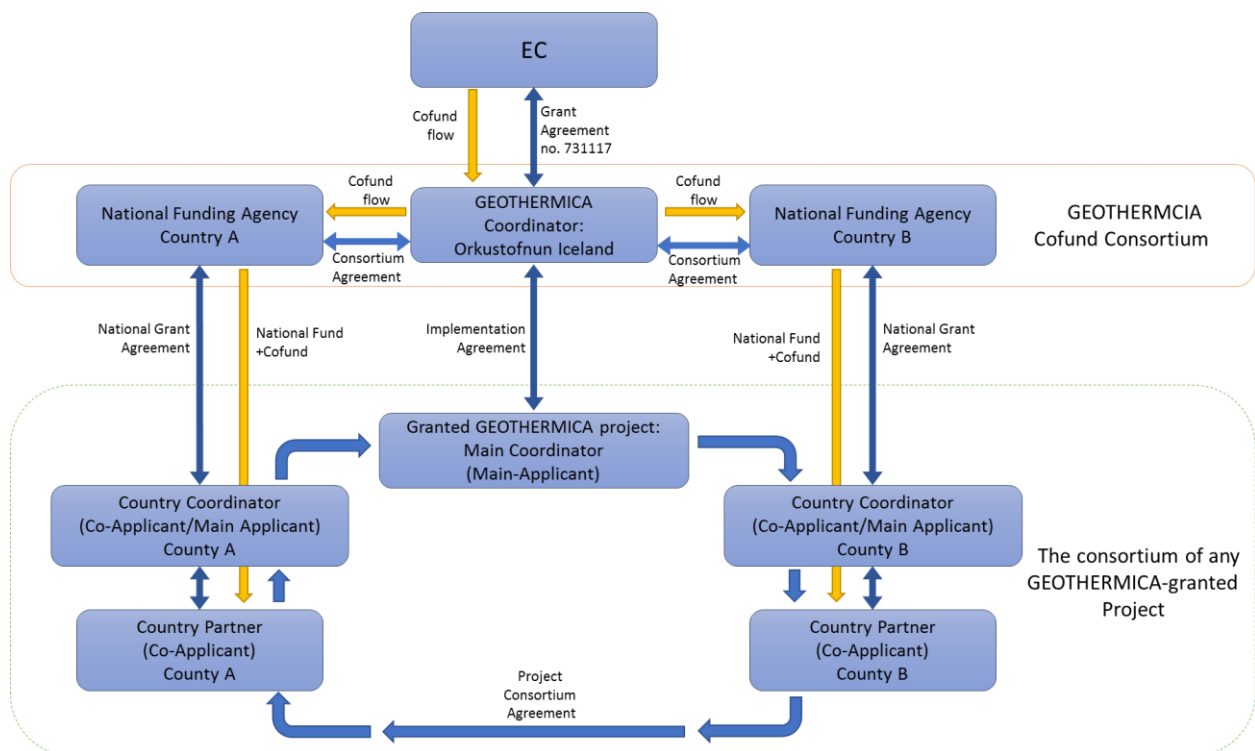 EC
Cofund
flow
Grant
Agreement
no. 731117
National Funding Agency
Country A
Cofund
flow
Consortium
Agreement
GEOTHERMICA
Coordinator:
Orkustofnun Iceland
Cofund
flow
Consortium
Agreement
National Funding Agency
Country B
GEOTHERMCIA
Cofund Consortium
National Grant
Agreement
National Fund
+Cofund
Implementation
Agreement
National Fund
+Cofund
National Grant
Agreement
Granted GEOTHERMICA project:
Main Coordinator
(Main-Applicant)
Country Coordinator
(Co-Applicant/Main Applicant)
County A
Country Coordinator
(Co-Applicant/Main Applicant)
County B
The consortium of any
GEOTHERMICA-granted
Project
Country Partner
(Co-Applicant)
County A
Country Partner
(Co-Applicant)
County B
Project
Consortium
Agreement